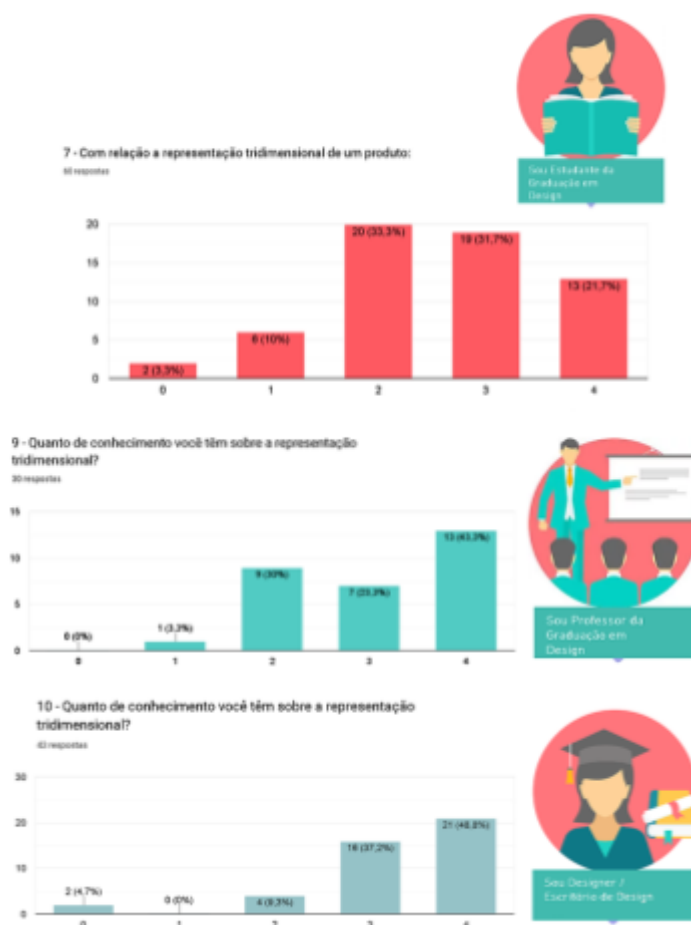 Sou Estudante da
Graduação em
Design
7 - Com relação a representação tridimensional de um produto:
60 respostas
20
15
10
5
0
2 (3,3%)
6 (10%)
20 (33,3%)
19 (31,7%)
13 (21,7%)
0
1
2
3
4
9 - Quanto de conhecimento você têm sobre a representação
tridimensional?
30 respostas
15
10
5
0
0 (0%)
1 (3,3%)
9 (30%)
7 (23,3%)
13 (43,3%)
0
1
2
3
4
Sou Professor da
Graduação em
Design
10 - Quanto de conhecimento você têm sobre a representação
tridimensional?
43 respostas
30
20
10
0
2 (4,7%)
0 (0%)
4 (9,3%)
16 (37,2%)
21 (48,8%)
0
1
2
3
4
Sou Designer /
Escritório de Design